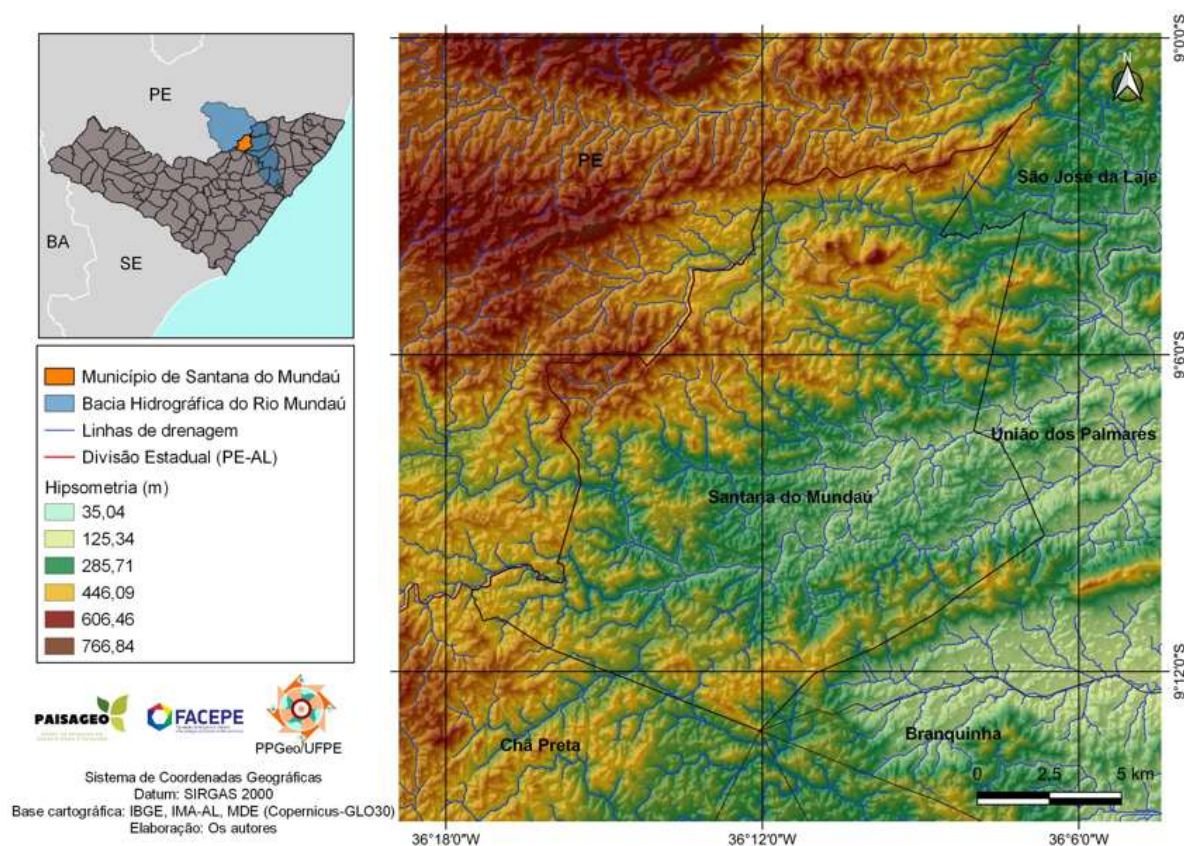 PE
BA
SE
Município de Santana do Mundaú
Bacia Hidrográfica do Rio Mundaú
Linhas de drenagem
Divisão Estadual (PE-AL)
Hipsometria (m)
35,04
125,34
285,71
446,09
606,46
766,84
PAISAGEO
FACEPE
PPGeo/UFPE
Sistema de Coordenadas Geográficas
Datum: SIRGAS 2000
Base cartográfica: IBGE, IMA-AL, MDE (Copernicus-GLO30)
Elaboração: Os autores
N
PE
São José da Laje
União dos Palmares
Santana do Mundaú
Chã Preta
Branquinha
0 2,5 5 km
9°0'0"S
9°6'0"S
9°12'0"S
36°18'0"W
36°12'0"W
36°6'0"W